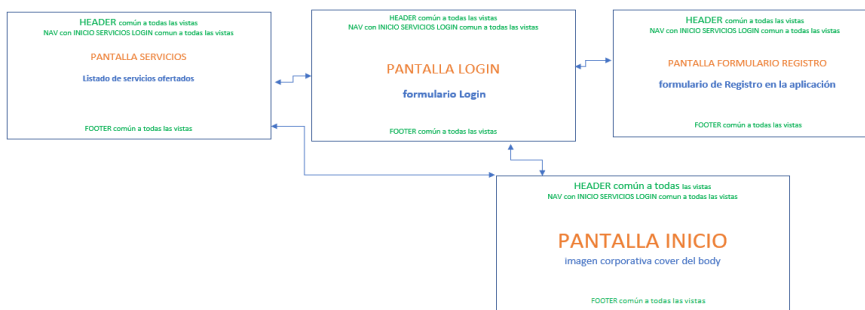 HEADER común a todas las vistas
NAV con INICIO SERVICIOS LOGIN comun a todas las vistas
PANTALLA SERVICIOS
Listado de servicios ofertados
FOOTER común a todas las vistas
HEADER común a todas las vistas
NAV con INICIO SERVICIOS LOGIN comun a todas las vistas
PANTALLA LOGIN
formulario Login
FOOTER común a todas las vistas
HEADER común a todas las vistas
NAV con INICIO SERVICIOS LOGIN comun a todas las vistas
PANTALLA FORMULARIO REGISTRO
formulario de Registro en la aplicación
FOOTER común a todas las vistas
HEADER común a todas las vistas
NAV con INICIO SERVICIOS LOGIN comun a todas las vistas
PANTALLA INICIO
imagen corporativa cover del body
FOOTER común a todas las vistas